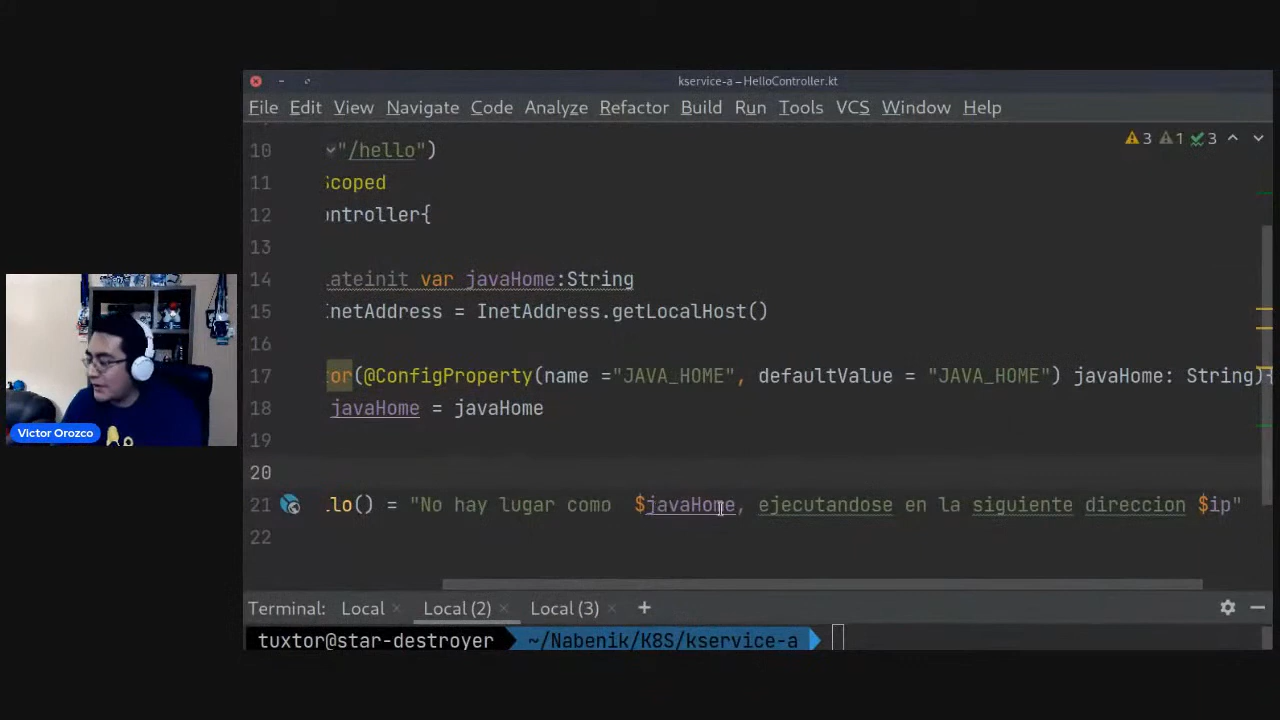 kservice-a – HelloController.kt
File Edit View Navigate Code Analyze Refactor Build Run Tools VCS Window Help
3 1 3
10 "/hello")
11 Scoped
12 ontroller{
13
14 ateinit var javaHome:String
15 InetAddress = InetAddress.getLocalHost()
16
17 or(@ConfigProperty(name ="JAVA_HOME", defaultValue = "JAVA_HOME") javaHome: String){
18 javaHome = javaHome
19
20
21 lo() = "No hay lugar como $javaHome, ejecutandose en la siguiente direccion $ip"
22
Victor Orozco
Terminal: Local × Local (2) × Local (3) × +
tuxtor@star-destroyer ~/Nabenik/K8S/kservice-a